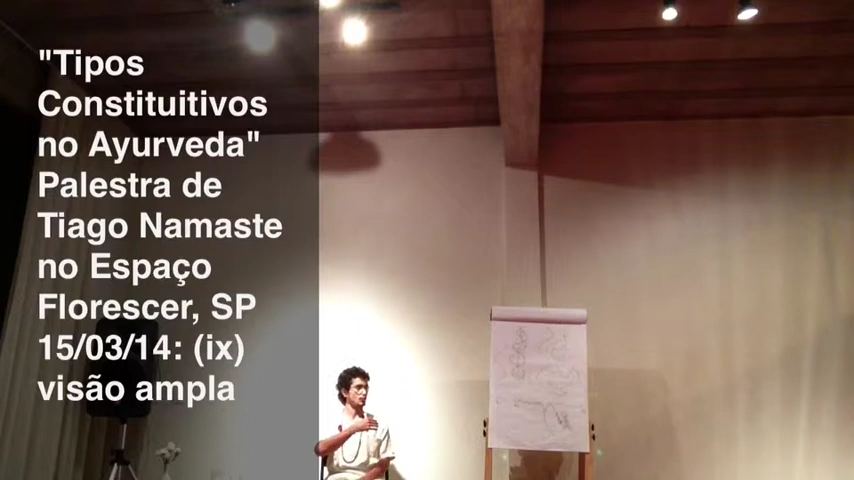 "Tipos
Constituitivos
no Ayurveda"
Palestra de
Tiago Namaste
no Espaço
Florescer, SP
15/03/14: (ix)
visão ampla